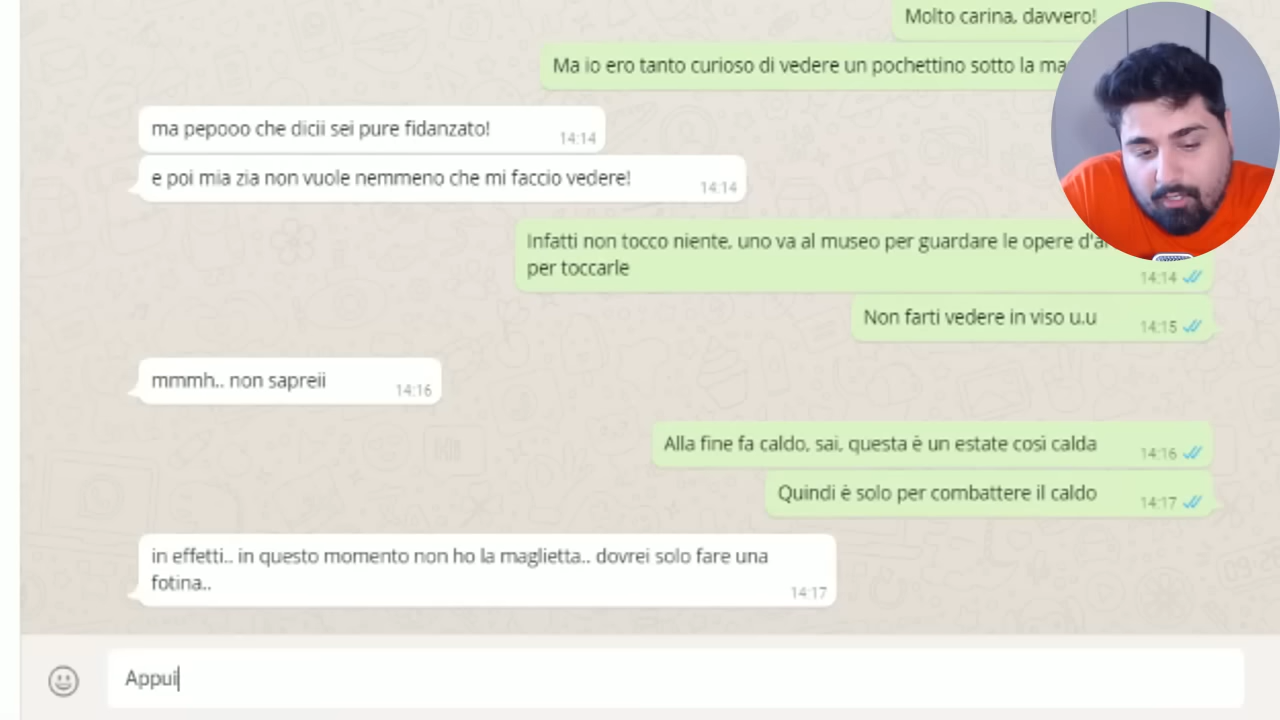 Molto carina, davvero!
Ma io ero tanto curioso di vedere un pochettino sotto la
ma pepooo che dicii sei pure fidanzato!
14:14
e poi mia zia non vuole nemmeno che mi faccio vedere!
14:14
Infatti non tocco niente, uno va al museo per guardare le opere
per toccarle
14:14
Non farti vedere in viso u.u
14:15
mmmh.. non sapreii
14:16
Alla fine fa caldo, sai, questa è un estate così calda
14:16
Quindi è solo per combattere il caldo
14:17
in effetti.. in questo momento non ho la maglietta.. dovrei solo fare una
fotina..
14:17
Appui